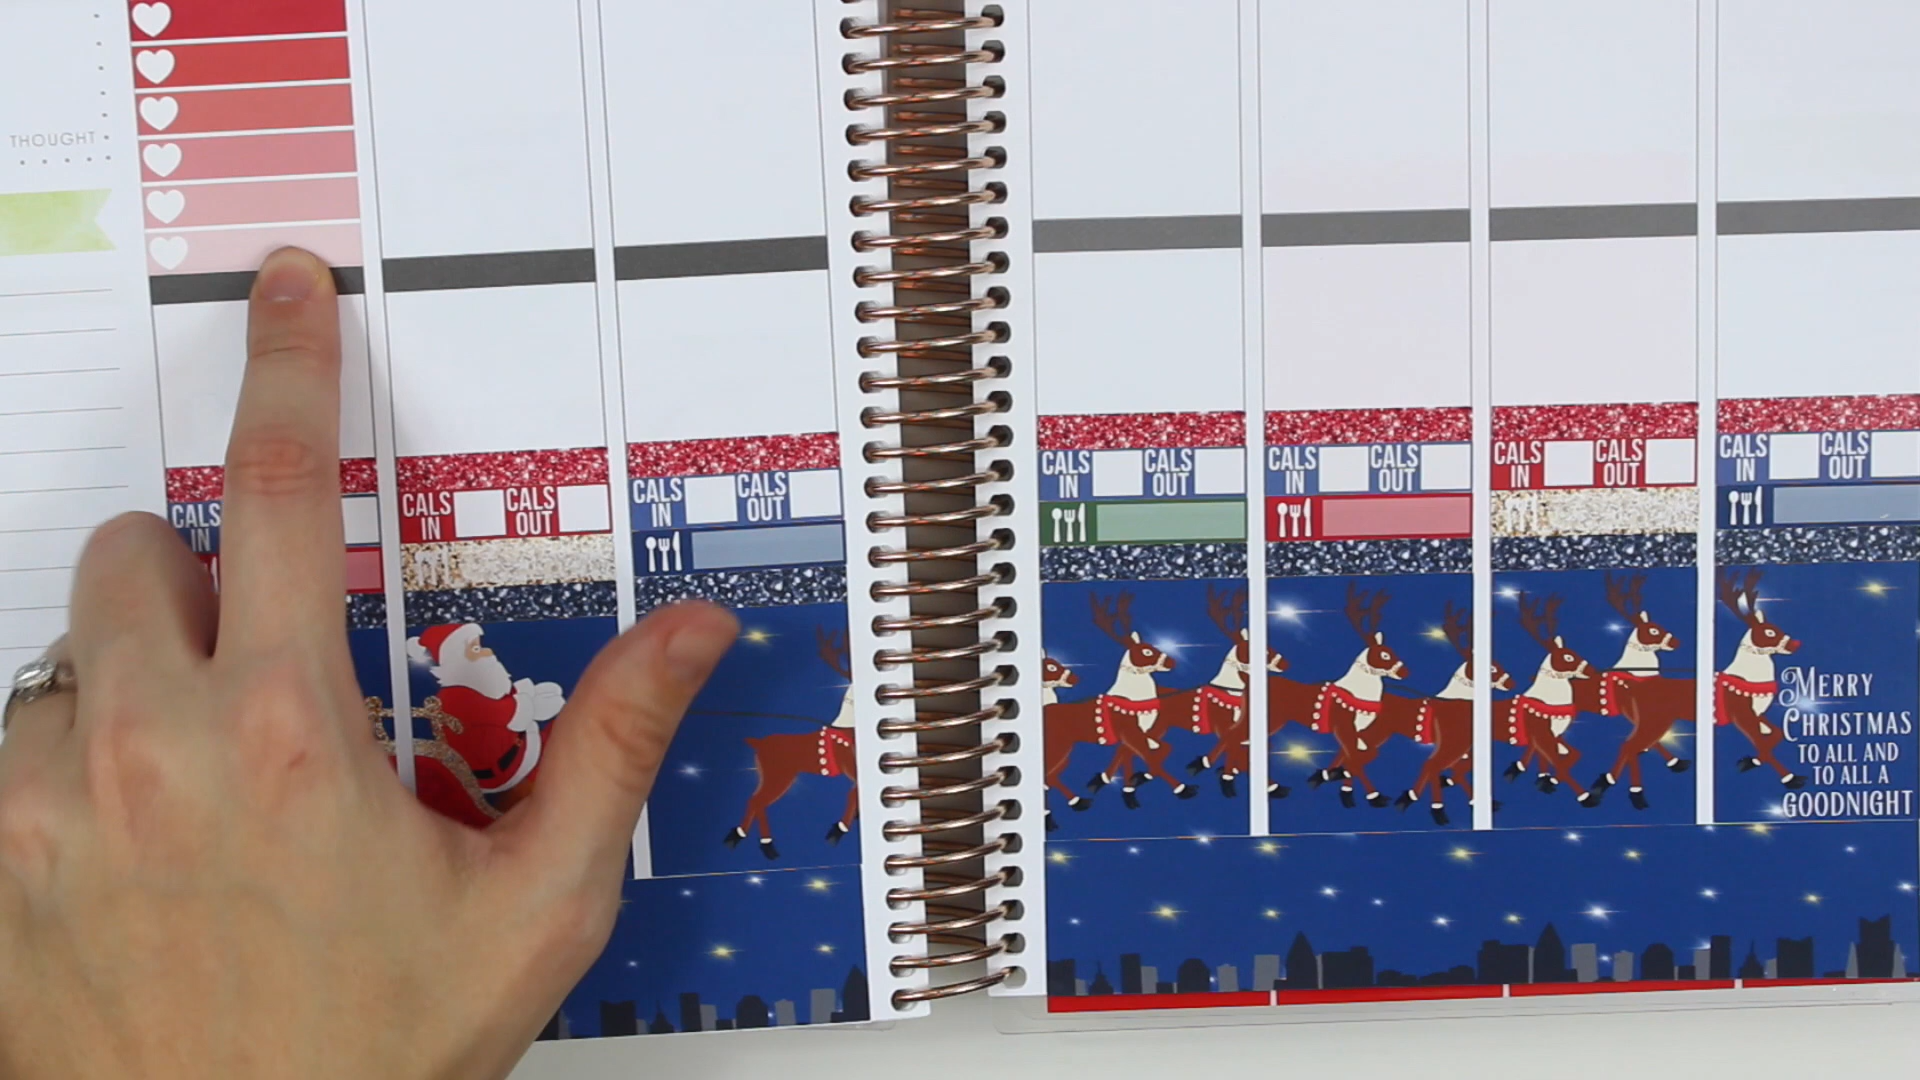 THOUGHT
CALS IN
CALS IN CALS OUT
CALS IN CALS OUT
CALS IN CALS OUT
CALS IN CALS OUT
CALS IN CALS OUT
CALS IN CALS OUT
MERRY
CHRISTMAS
TO ALL AND
TO ALL A
GOODNIGHT